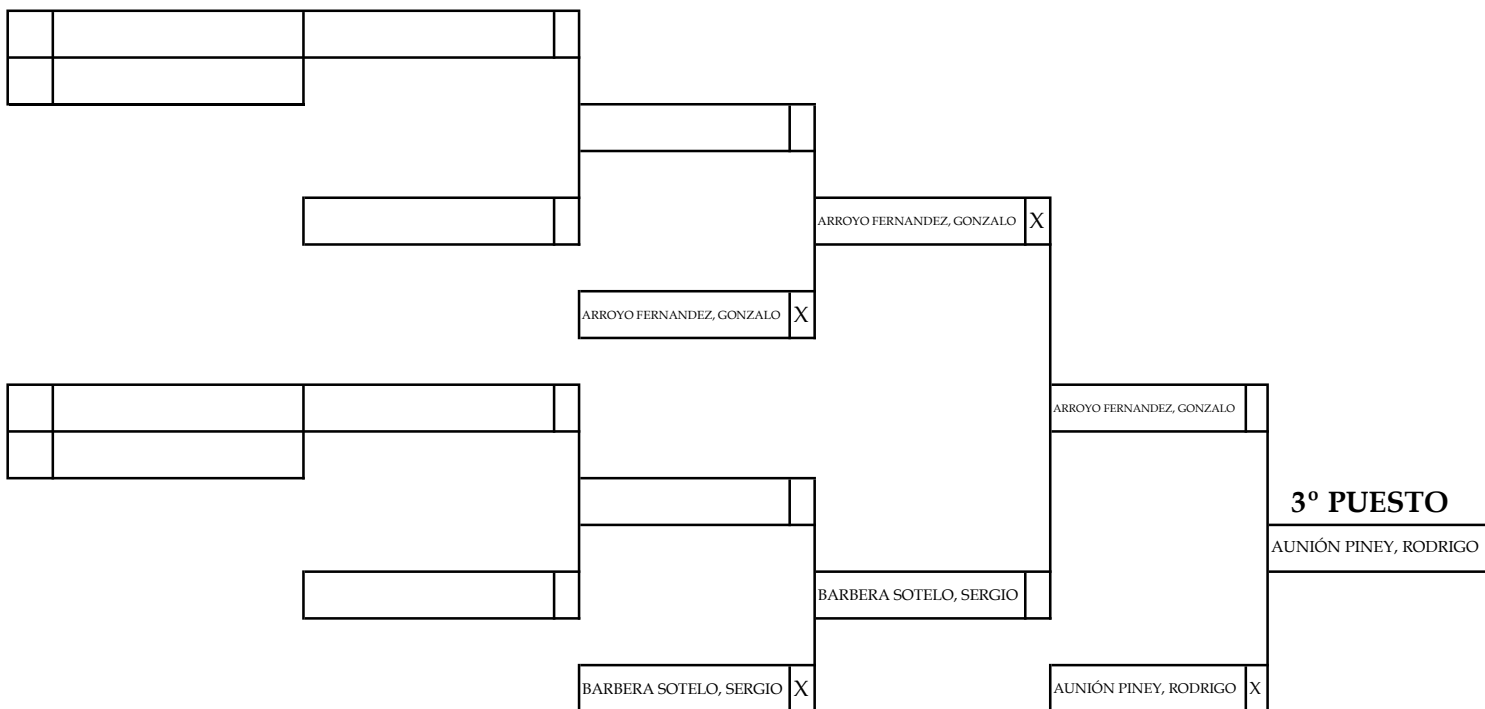 ARROYO FERNANDEZ, GONZALO X
ARROYO FERNANDEZ, GONZALO X
ARROYO FERNANDEZ, GONZALO
3º PUESTO
AUNIÓN PINEY, RODRIGO
BARBERA SOTELO, SERGIO
BARBERA SOTELO, SERGIO X
AUNIÓN PINEY, RODRIGO X